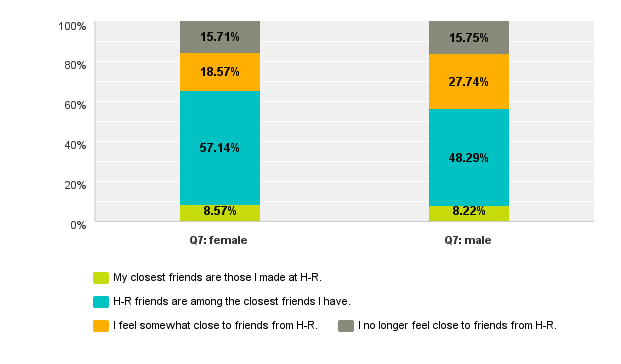 100%
80%
60%
40%
20%
0%
15.71%
18.57%
57.14%
8.57%
15.75%
27.74%
48.29%
8.22%
Q7: female
Q7: male
My closest friends are those I made at H-R.
H-R friends are among the closest friends I have.
I feel somewhat close to friends from H-R.
I no longer feel close to friends from H-R.